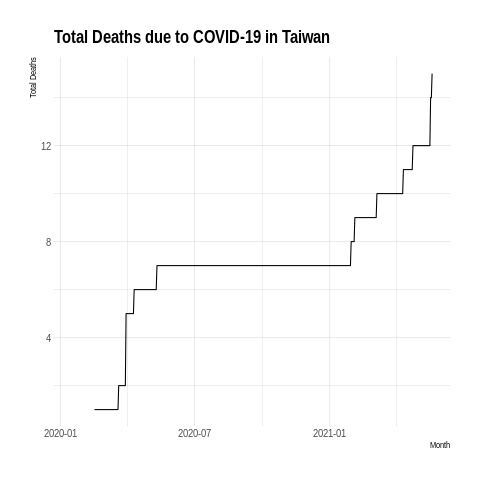 Total Deaths due to COVID-19 in Taiwan
Total Deaths
12
8
4
2020-01 2020-07 2021-01
Month